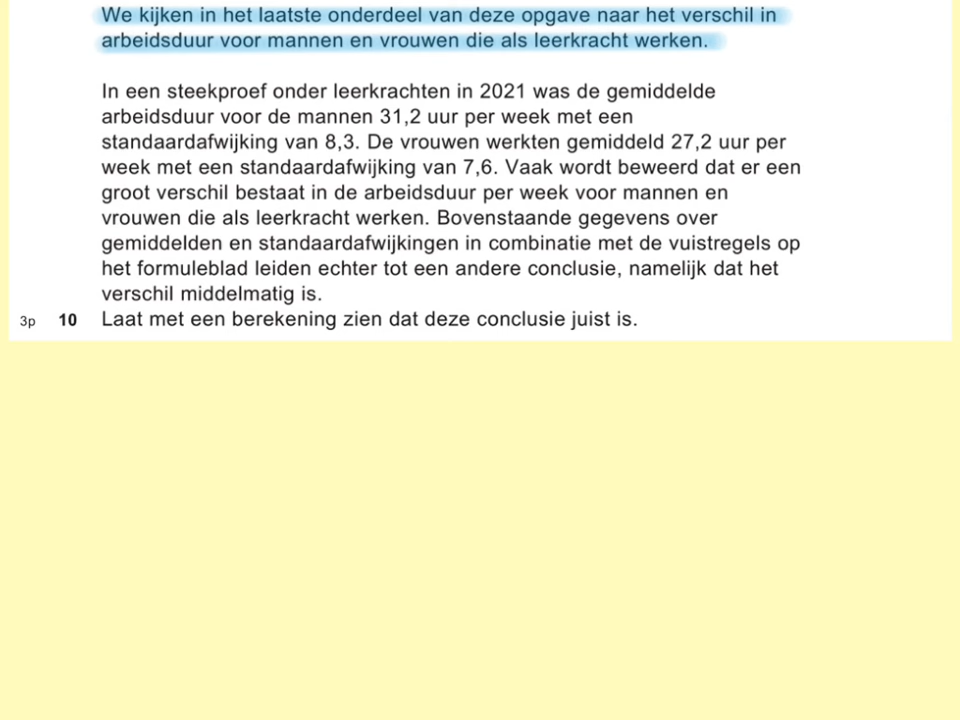 We kijken in het laatste onderdeel van deze opgave naar het verschil in
arbeidsduur voor mannen en vrouwen die als leerkracht werken.
In een steekproef onder leerkrachten in 2021 was de gemiddelde
arbeidsduur voor de mannen 31,2 uur per week met een
standaardafwijking van 8,3. De vrouwen werkten gemiddeld 27,2 uur per
week met een standaardafwijking van 7,6. Vaak wordt beweerd dat er een
groot verschil bestaat in de arbeidsduur per week voor mannen en
vrouwen die als leerkracht werken. Bovenstaande gegevens over
gemiddelden en standaardafwijkingen in combinatie met de vuistregels op
het formuleblad leiden echter tot een andere conclusie, namelijk dat het
verschil middelmatig is.
3p 10 Laat met een berekening zien dat deze conclusie juist is.